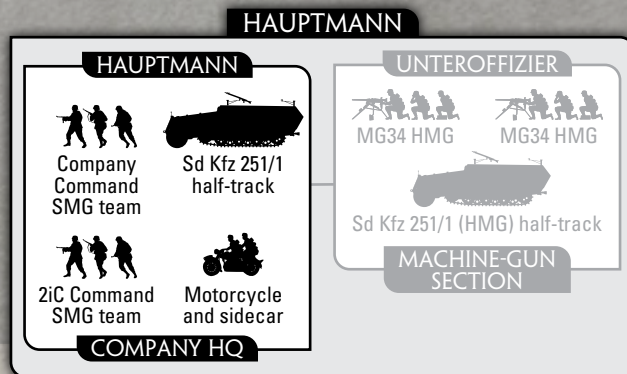 HAUPTMANN
HAUPTMANN
Company
Command
SMG team
Sd Kfz 251/1
half-track
2iC Command
SMG team
Motorcycle
and sidecar
COMPANY HQ
UNTEROFFIZIER
MG34 HMG
MG34 HMG
Sd Kfz 251/1 (HMG) half-track
MACHINE-GUN
SECTION